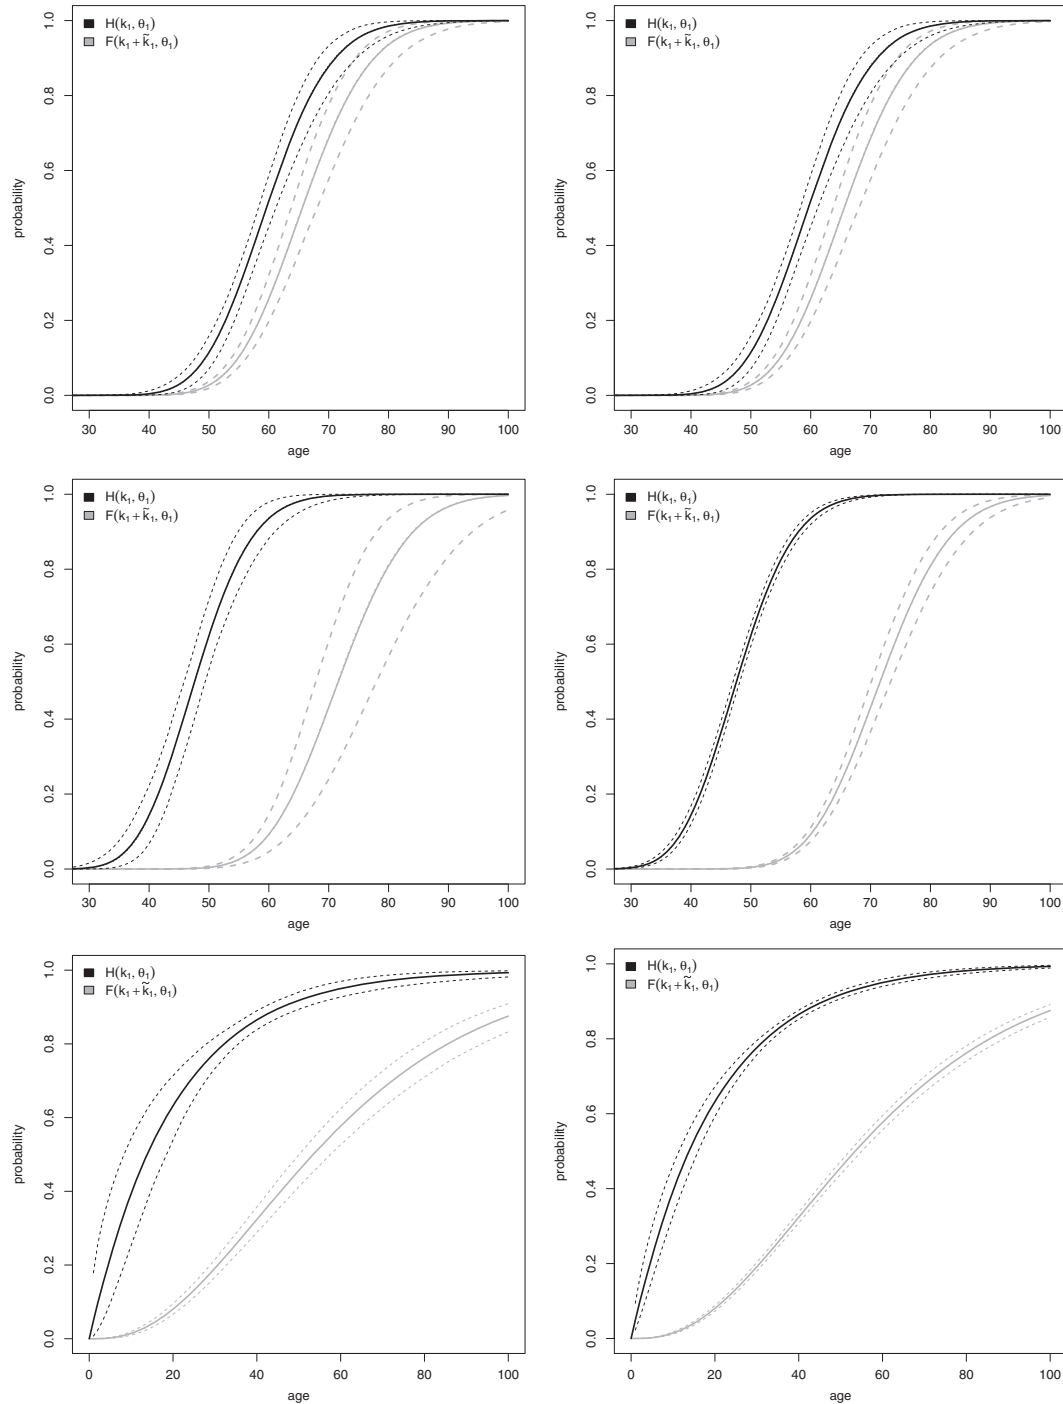 H(k₁, θ₁)
F(k₁ + k̃₁, θ₁)
probability
0.0 0.2 0.4 0.6 0.8 1.0
30 40 50 60 70 80 90 100
age
H(k₁, θ₁)
F(k₁ + k̃₁, θ₁)
probability
0.0 0.2 0.4 0.6 0.8 1.0
30 40 50 60 70 80 90 100
age
H(k₁, θ₁)
F(k₁ + k̃₁, θ₁)
probability
0.0 0.2 0.4 0.6 0.8 1.0
30 40 50 60 70 80 90 100
age
H(k₁, θ₁)
F(k₁ + k̃₁, θ₁)
probability
0.0 0.2 0.4 0.6 0.8 1.0
30 40 50 60 70 80 90 100
age
H(k₁, θ₁)
F(k₁ + k̃₁, θ₁)
probability
0.0 0.2 0.4 0.6 0.8 1.0
0 20 40 60 80 100
age
H(k₁, θ₁)
F(k₁ + k̃₁, θ₁)
probability
0.0 0.2 0.4 0.6 0.8 1.0
0 20 40 60 80 100
age